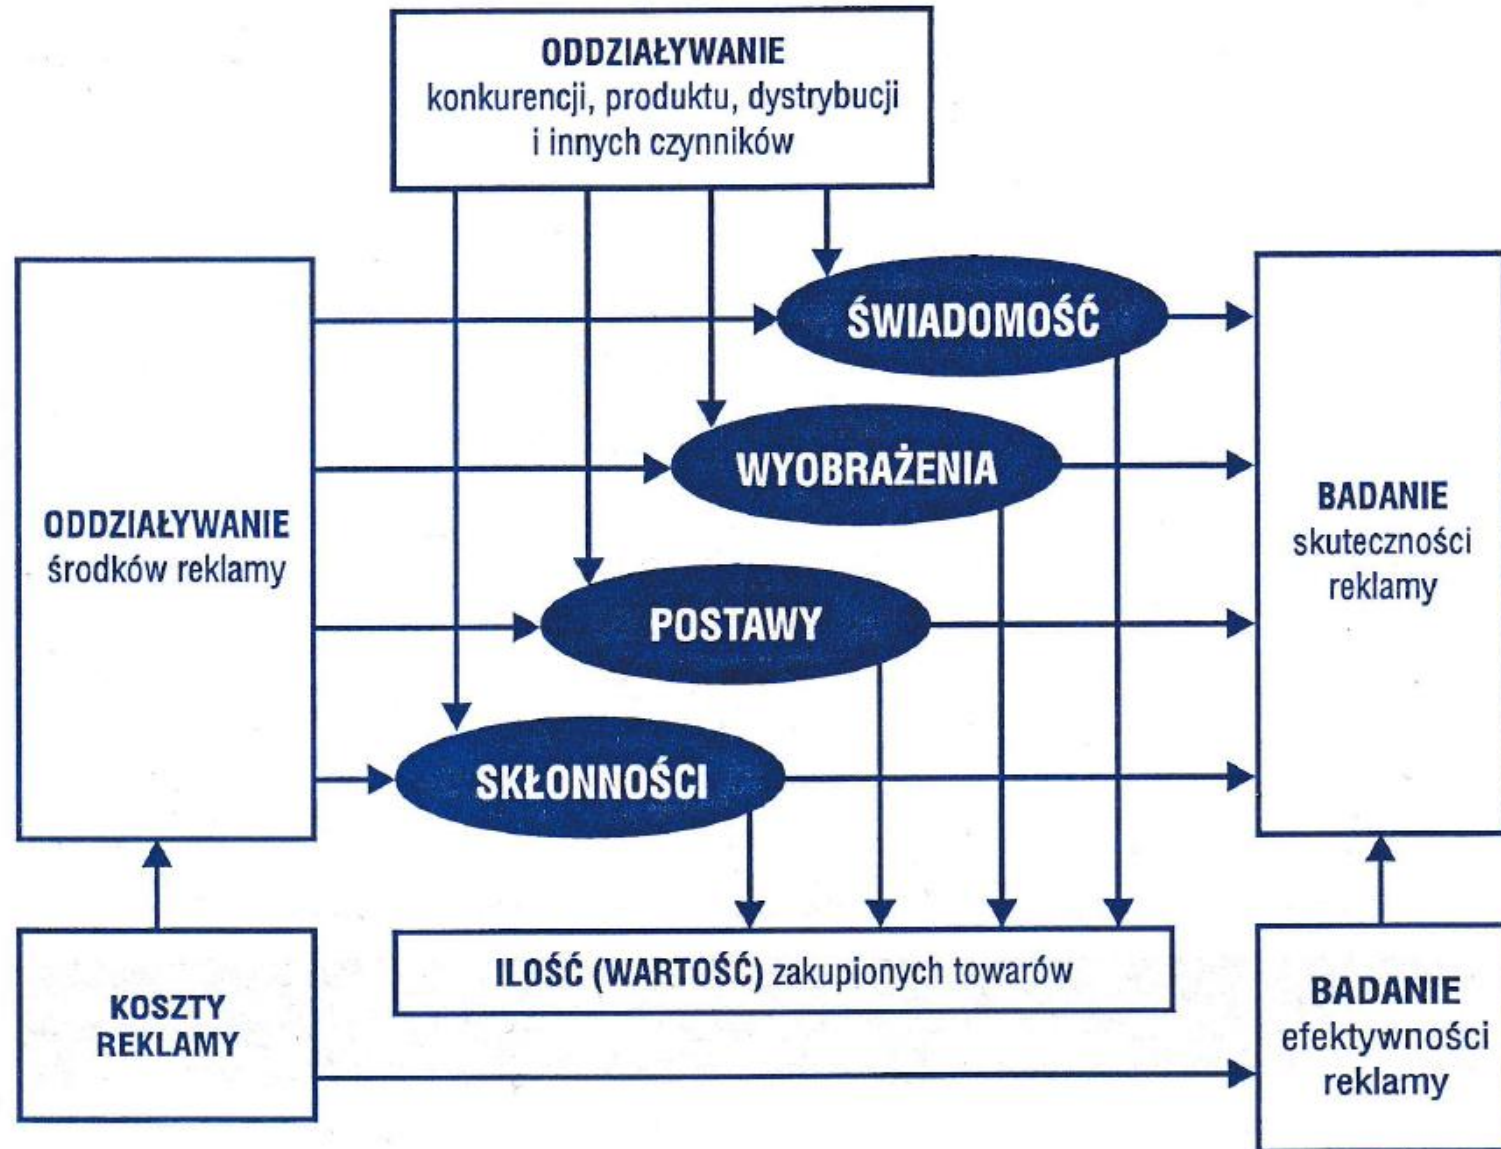 ODDZIAŁYWANIE
konkurencji, produktu, dystrybucji
i innych czynników
ŚWIADOMOŚĆ
WYOBRAŻENIA
ODDZIAŁYWANIE
środków reklamy
BADANIE
skuteczności
reklamy
POSTAWY
SKŁONNOŚCI
KOSZTY
REKLAMY
ILOŚĆ (WARTOŚĆ) zakupionych towarów
BADANIE
efektywności
reklamy